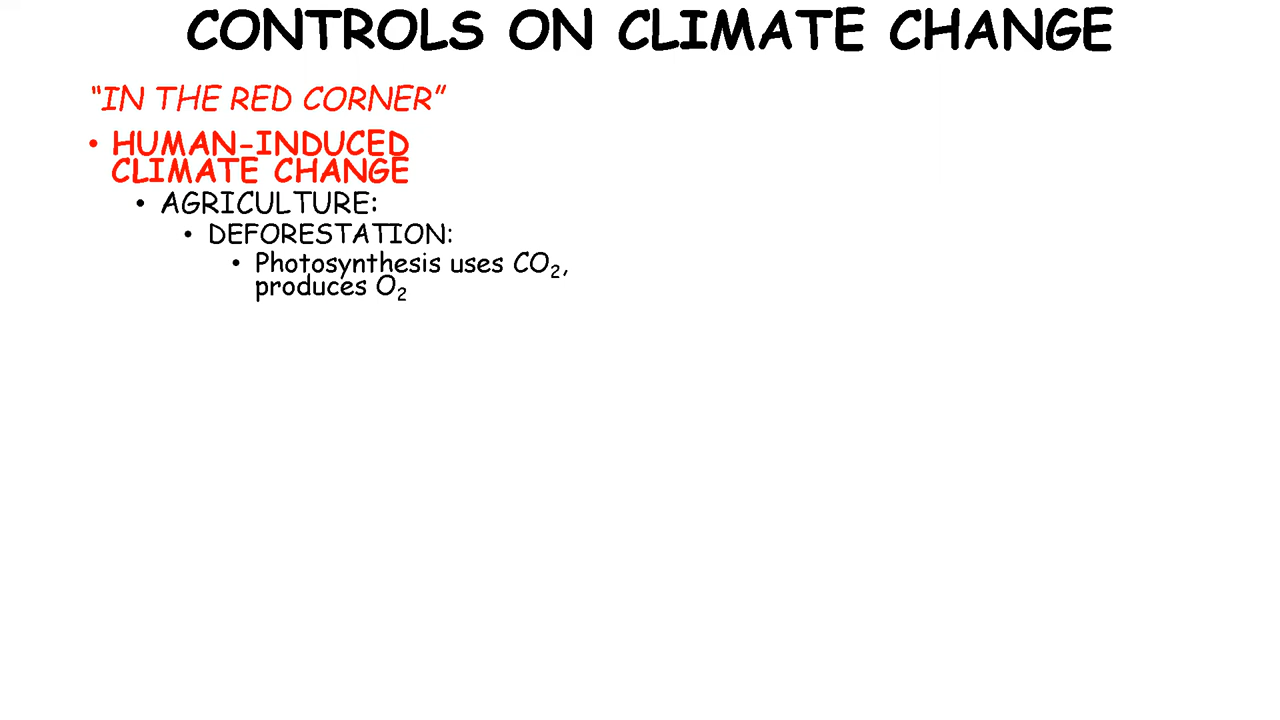 CONTROLS ON CLIMATE CHANGE
“IN THE RED CORNER”
• HUMAN-INDUCED
CLIMATE CHANGE
• AGRICULTURE:
• DEFORESTATION:
• Photosynthesis uses CO₂,
produces O₂